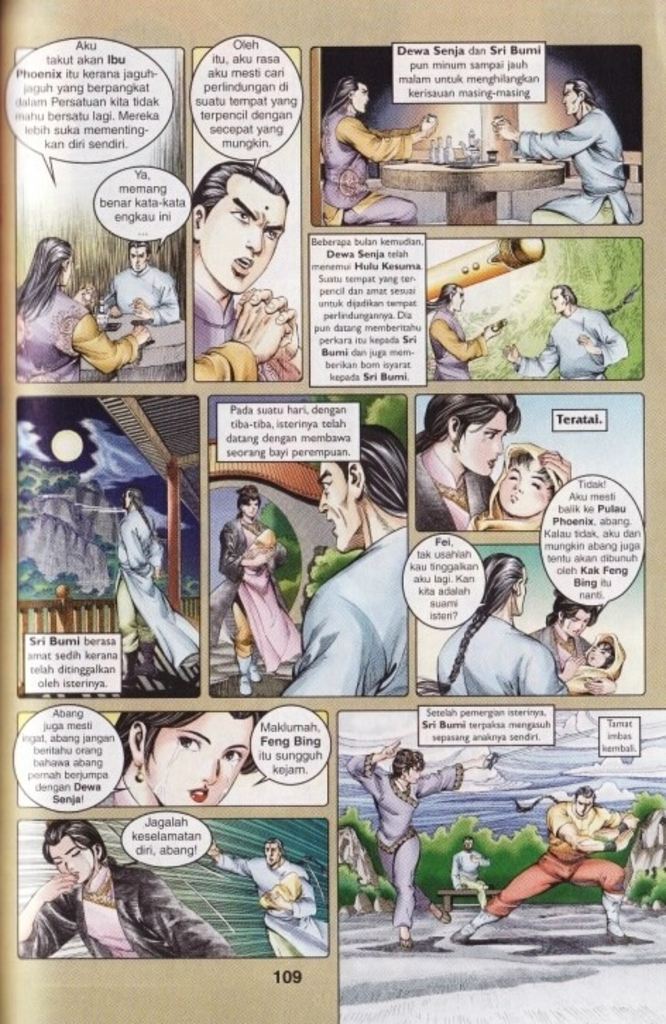 Aku
takut akan Ibu
Phoenix itu kerana jaguh-
jaguh yang berpangkat
dalam Persatuan kita tidak
mahu bersatu lagi. Mereka
lebih suka mementing-
kan diri sendiri.
Ya,
memang
benar kata-kata
engkau ini
...
Oleh
itu, aku rasa
aku mesti cari
perlindungan di
suatu tempat yang
terpencil dengan
secepat yang
mungkin.
Dewa Senja dan Sri Bumi
pun minum sampai jauh
malam untuk menghilangkan
kerisauan masing-masing
Beberapa bulan kemudian,
Dewa Senja telah
menemui Hulu Kesuma.
Suatu tempat yang ter-
pencil dan amat sesuai
untuk dijadikan tempat
perlindungannya. Dia
pun datang memberitahu
perkara itu kepada Sri
Bumi dan juga mem-
berikan bom isyarat
kepada Sri Bumi.
Sri Bumi berasa
amat sedih kerana
telah ditinggalkan
oleh isterinya.
Pada suatu hari, dengan
tiba-tiba, isterinya telah
datang dengan membawa
seorang bayi perempuan.
Teratai.
Tidak!
Aku mesti
balik ke Pulau
Phoenix, abang.
Kalau tidak, aku dan
mungkin abang juga
tentu akan dibunuh
oleh Kak Feng
Bing itu
nanti.
Fei,
tak usahlah
kau tinggalkan
aku lagi. Kan
kita adalah
suami
isteri?
Abang
juga mesti
ingat, abang jangan
beritahu orang
bahawa abang
pernah berjumpa
dengan Dewa
Senja!
Maklumah,
Feng Bing
itu sungguh
kejam.
Jagalah
keselamatan
diri, abang!
Setelah pemergian isterinya,
Sri Bumi terpaksa mengasuh
sepasang anaknya sendiri.
Tamat
imbas
kembali.
109